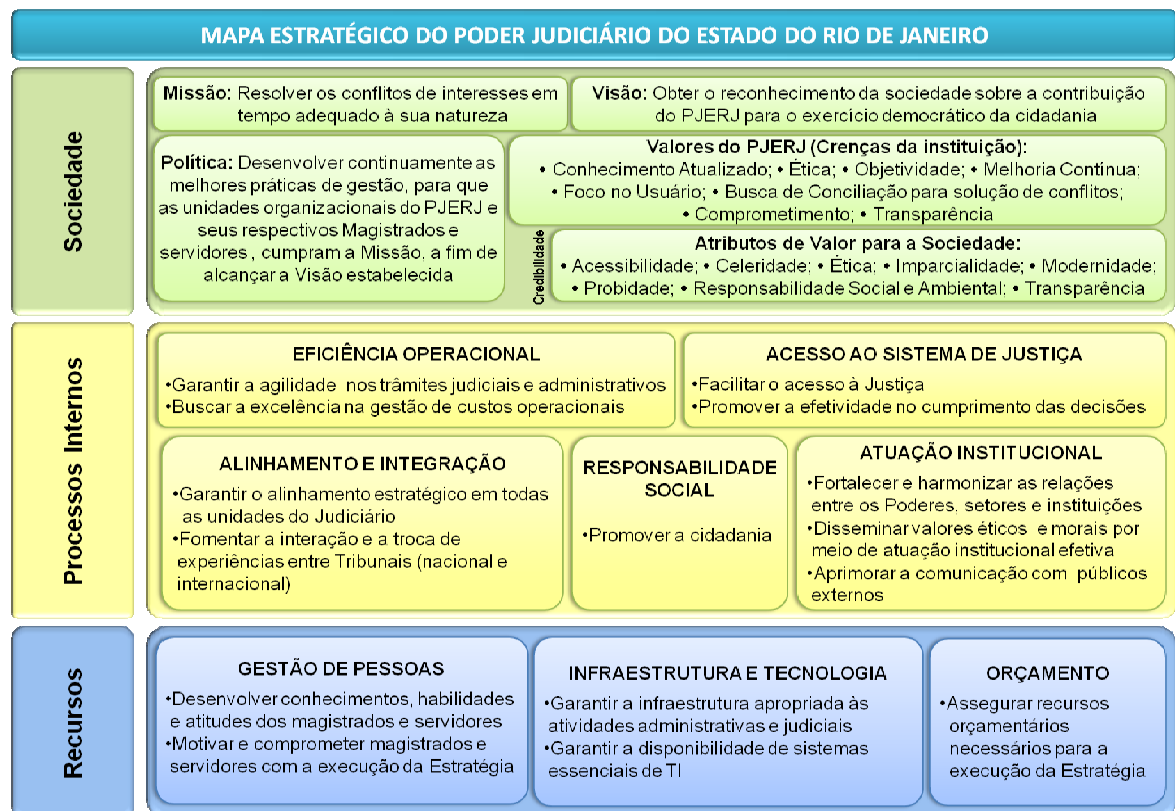 MAPA ESTRATÉGICO DO PODER JUDICIÁRIO DO ESTADO DO RIO DE JANEIRO
Sociedade
Missão: Resolver os conflitos de interesses em
tempo adequado à sua natureza
Visão: Obter o reconhecimento da sociedade sobre a contribuição
do PJERJ para o exercício democrático da cidadania
Política: Desenvolver continuamente as
melhores práticas de gestão, para que
as unidades organizacionais do PJERJ e
seus respectivos Magistrados e
servidores , cumpram a Missão, a fim de
alcançar a Visão estabelecida
Valores do PJERJ (Crenças da instituição):
• Conhecimento Atualizado; • Ética; • Objetividade; • Melhoria Contínua;
• Foco no Usuário; • Busca de Conciliação para solução de conflitos;
• Comprometimento; • Transparência
Credibilidade
Atributos de Valor para a Sociedade:
• Acessibilidade; • Celeridade; • Ética; • Imparcialidade; • Modernidade;
• Probidade; • Responsabilidade Social e Ambiental; • Transparência
Processos Internos
EFICIÊNCIA OPERACIONAL
•Garantir a agilidade nos trâmites judiciais e administrativos
•Buscar a excelência na gestão de custos operacionais
ACESSO AO SISTEMA DE JUSTIÇA
•Facilitar o acesso à Justiça
•Promover a efetividade no cumprimento das decisões
ALINHAMENTO E INTEGRAÇÃO
•Garantir o alinhamento estratégico em todas
as unidades do Judiciário
•Fomentar a interação e a troca de
experiências entre Tribunais (nacional e
internacional)
RESPONSABILIDADE
SOCIAL
•Promover a cidadania
ATUAÇÃO INSTITUCIONAL
•Fortalecer e harmonizar as relações
entre os Poderes, setores e instituições
•Disseminar valores éticos e morais por
meio de atuação institucional efetiva
•Aprimorar a comunicação com públicos
externos
Recursos
GESTÃO DE PESSOAS
•Desenvolver conhecimentos, habilidades
e atitudes dos magistrados e servidores
•Motivar e comprometer magistrados e
servidores com a execução da Estratégia
INFRAESTRUTURA E TECNOLOGIA
•Garantir a infraestrutura apropriada às
atividades administrativas e judiciais
•Garantir a disponibilidade de sistemas
essenciais de TI
ORÇAMENTO
•Assegurar recursos
orçamentários
necessários para a
execução da Estratégia